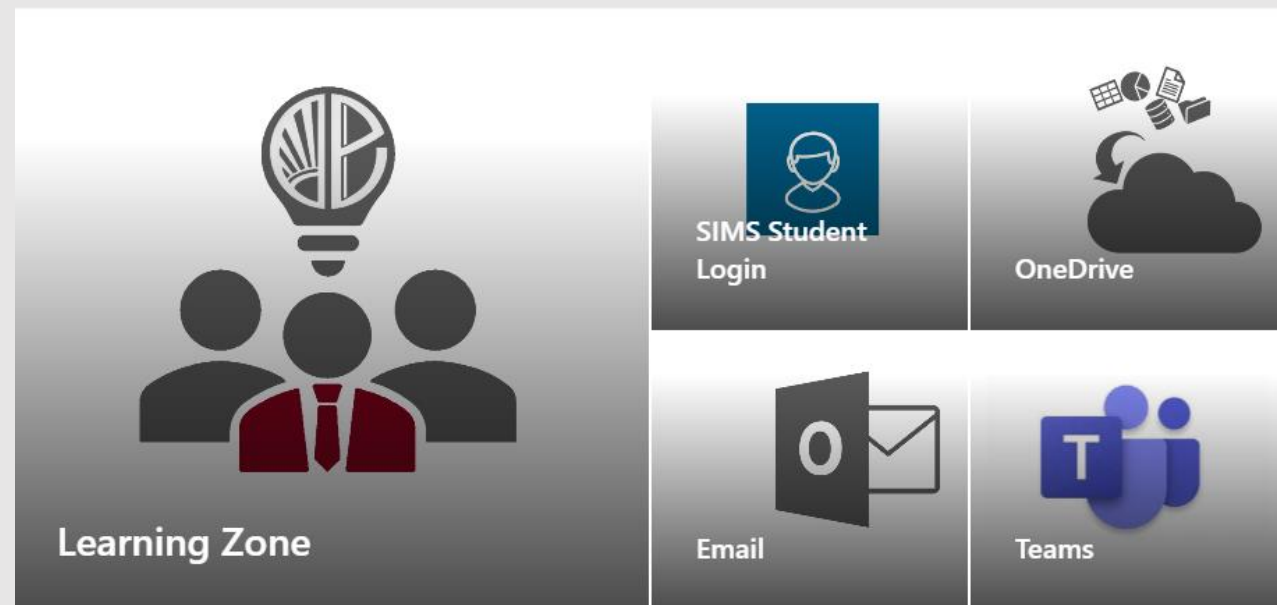 Learning Zone
SIMS Student
Login
OneDrive
O
Email
T
Teams